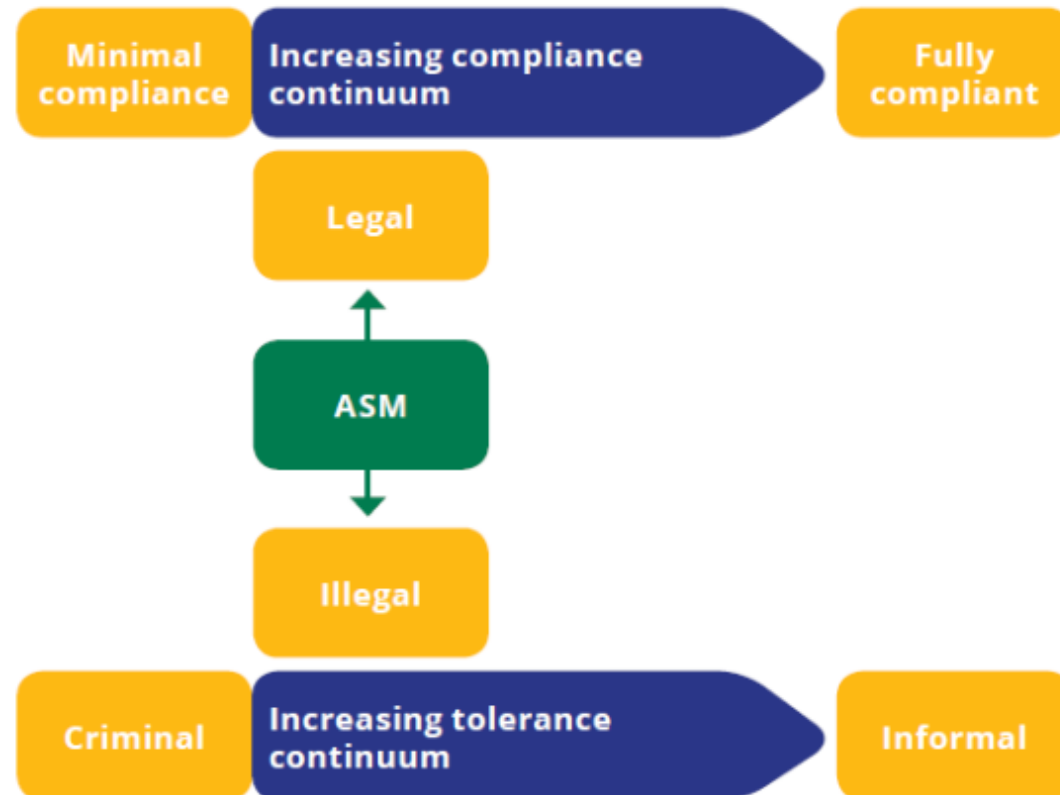 Minimal
compliance
Increasing compliance
continuum
Fully
compliant
Legal
ASM
Illegal
Criminal
Increasing tolerance
continuum
Informal